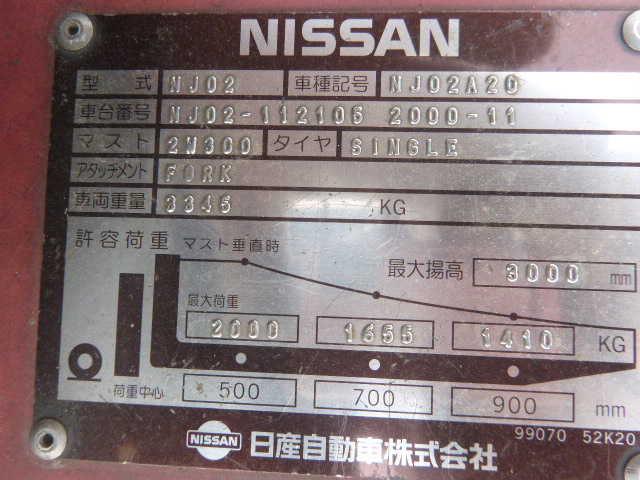 NISSAN
型式 NJ02 車種記号 NJ02A20
車台番号 NJ02-112105 2000-11
マスト 2W300 タイヤ SINGLE
アタッチメント FORK
車両重量 3345 KG
許容荷重 マスト垂直時
最大揚高 3000 mm
最大荷重
2000 1655 1410 KG
荷重中心 500 700 900 mm
99070 52K20
NISSAN 日産自動車株式会社